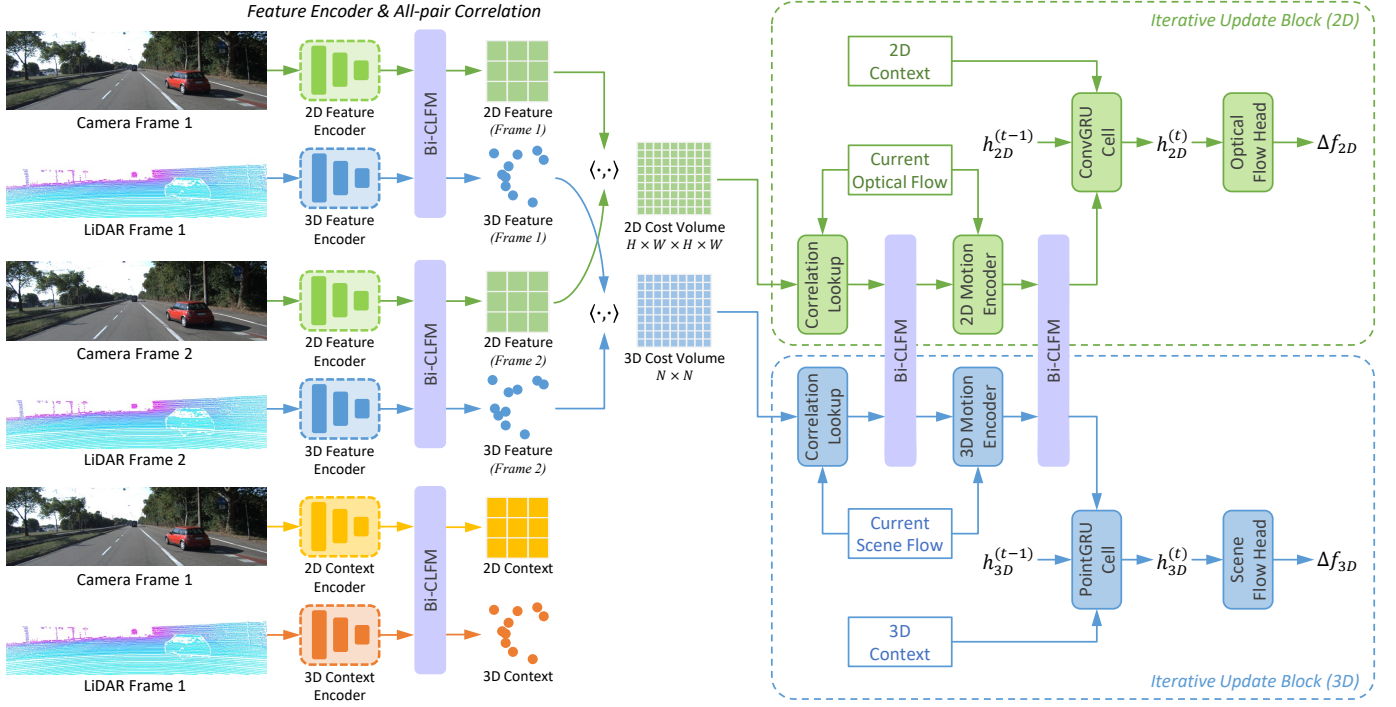 Feature Encoder & All-pair Correlation
Camera Frame 1
2D Feature
Encoder
Bi-CLFM
2D Feature
(Frame 1)
LiDAR Frame 1
3D Feature
Encoder
3D Feature
(Frame 1)
Camera Frame 2
2D Feature
Encoder
Bi-CLFM
2D Feature
(Frame 2)
LiDAR Frame 2
3D Feature
Encoder
3D Feature
(Frame 2)
Camera Frame 1
2D Context
Encoder
Bi-CLFM
2D Context
LiDAR Frame 1
3D Context
Encoder
3D Context
⟨·,·⟩
2D Cost Volume
H × W × H × W
⟨·,·⟩
3D Cost Volume
N × N
Iterative Update Block (2D)
2D
Context
h_{2D}^{(t−1)}
ConvGRU
Cell
h_{2D}^{(t)}
Optical
Flow Head
Δf_{2D}
Current
Optical Flow
Correlation
Lookup
Bi-CLFM
2D Motion
Encoder
Bi-CLFM
Correlation
Lookup
3D Motion
Encoder
Current
Scene Flow
h_{3D}^{(t−1)}
PointGRU
Cell
h_{3D}^{(t)}
Scene
Flow Head
Δf_{3D}
3D
Context
Iterative Update Block (3D)